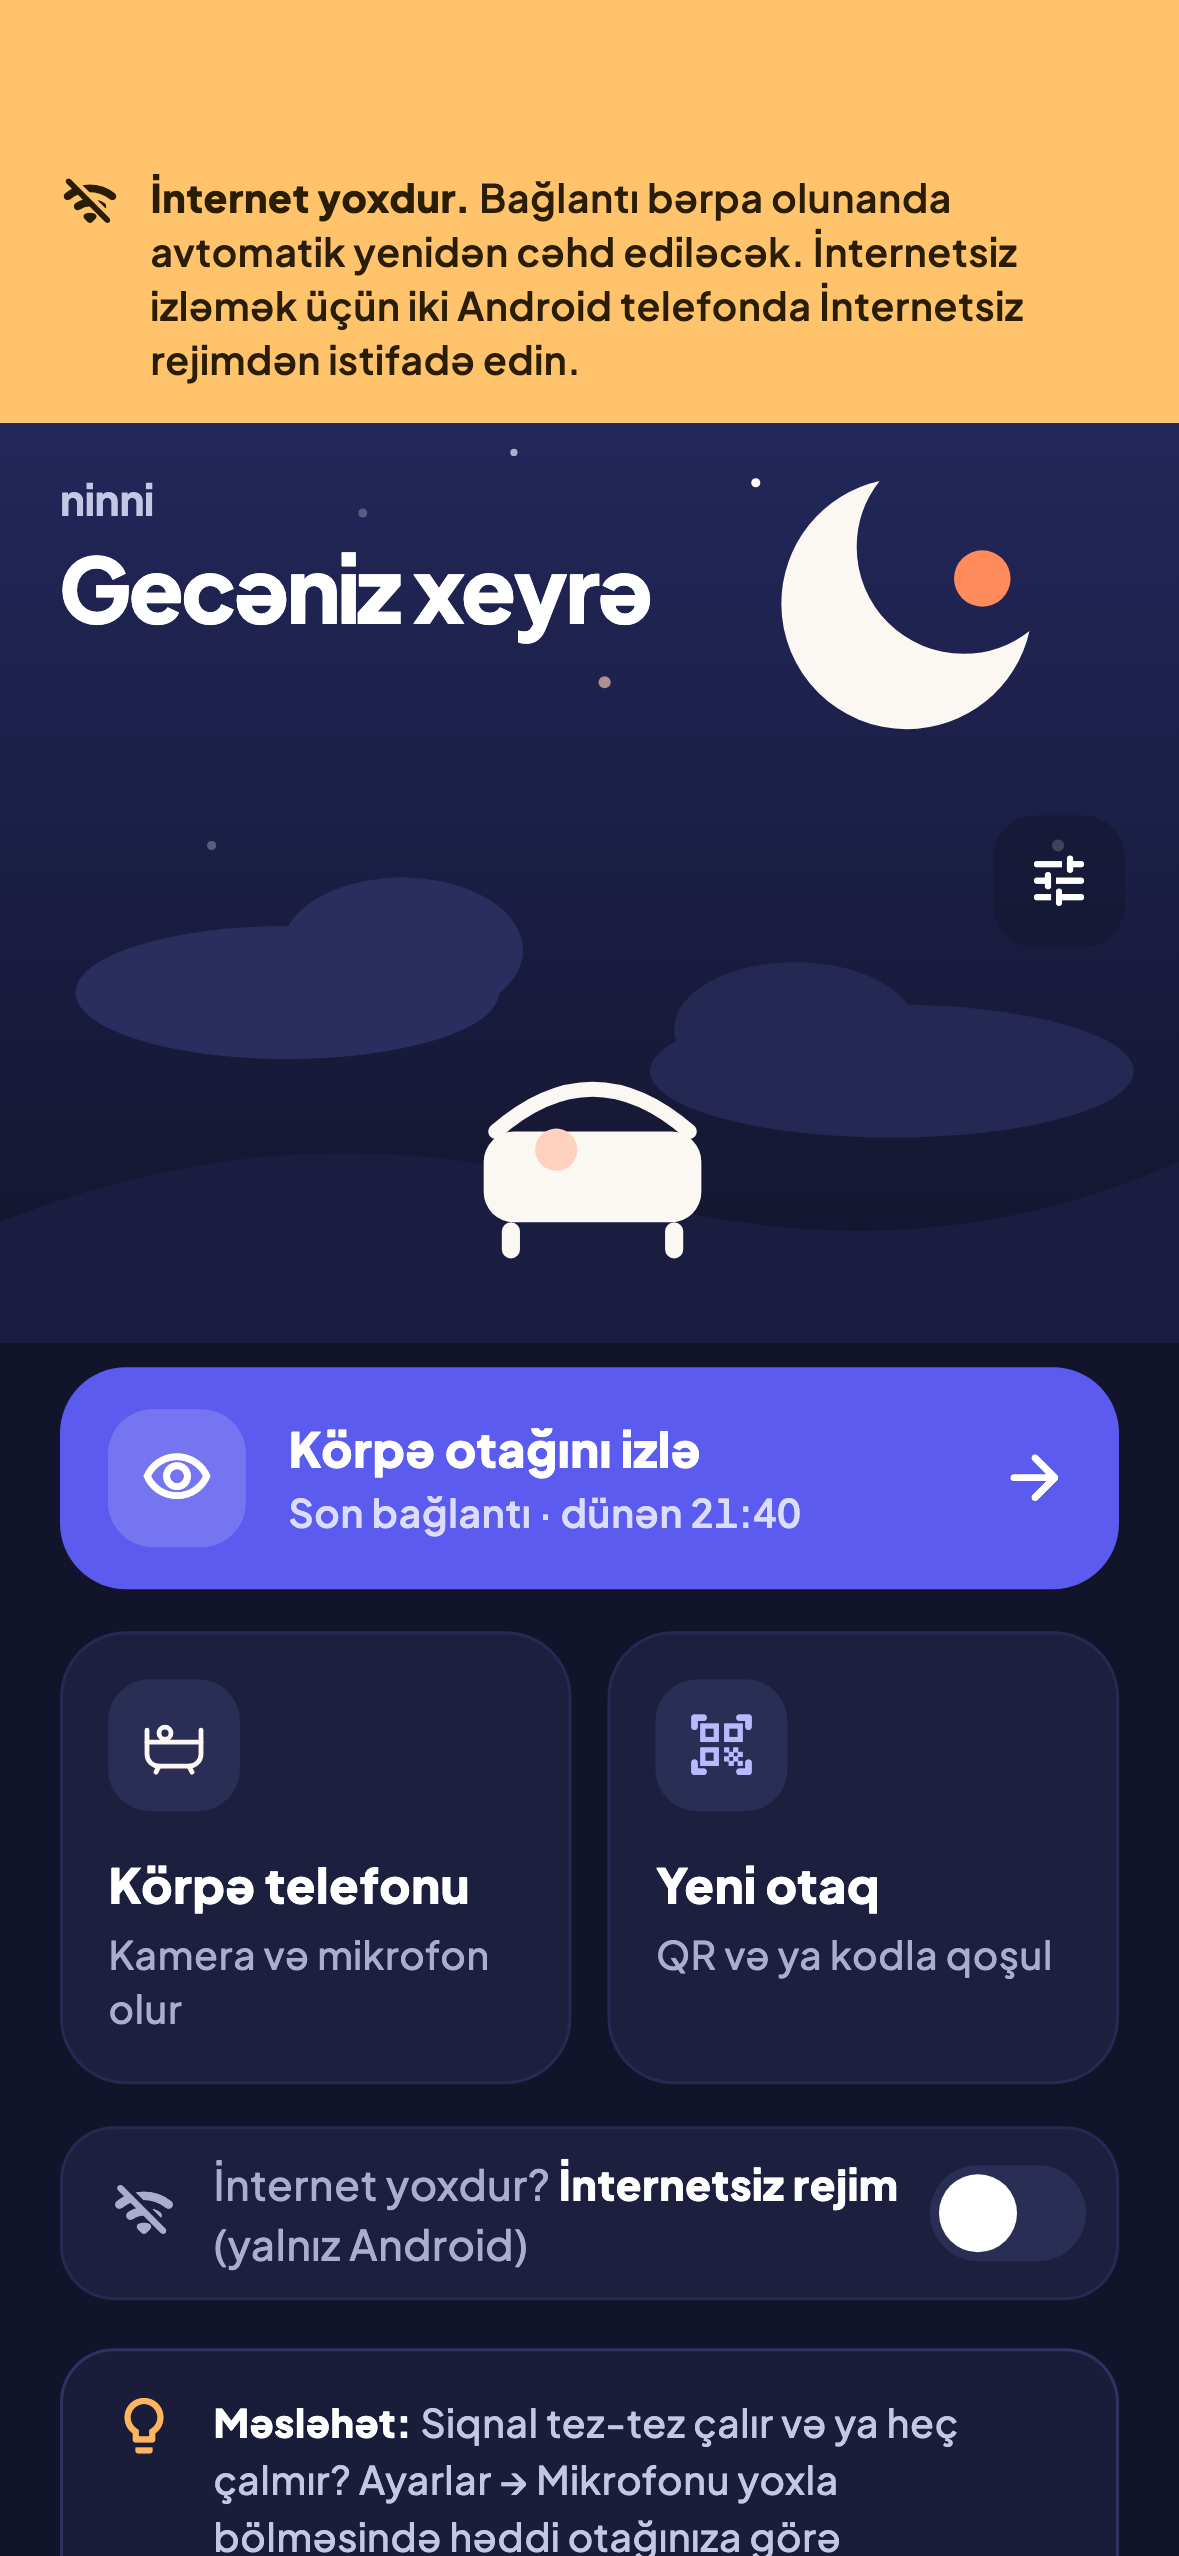 İnternet yoxdur. Bağlantı bərpa olunanda
avtomatik yenidən cəhd ediləcək. İnternetsiz
izləmək üçün iki Android telefonda İnternetsiz
rejimdən istifadə edin.
ninni
Gecəniz xeyrə
Körpə otağını izlə
Son bağlantı · dünən 21:40
Körpə telefonu
Kamera və mikrofon
olur
Yeni otaq
QR və ya kodla qoşul
İnternet yoxdur? İnternetsiz rejim
(yalnız Android)
Məsləhət: Siqnal tez-tez çalır və ya heç
çalmır? Ayarlar → Mikrofonu yoxla
bölməsində həddi otağınıza görə